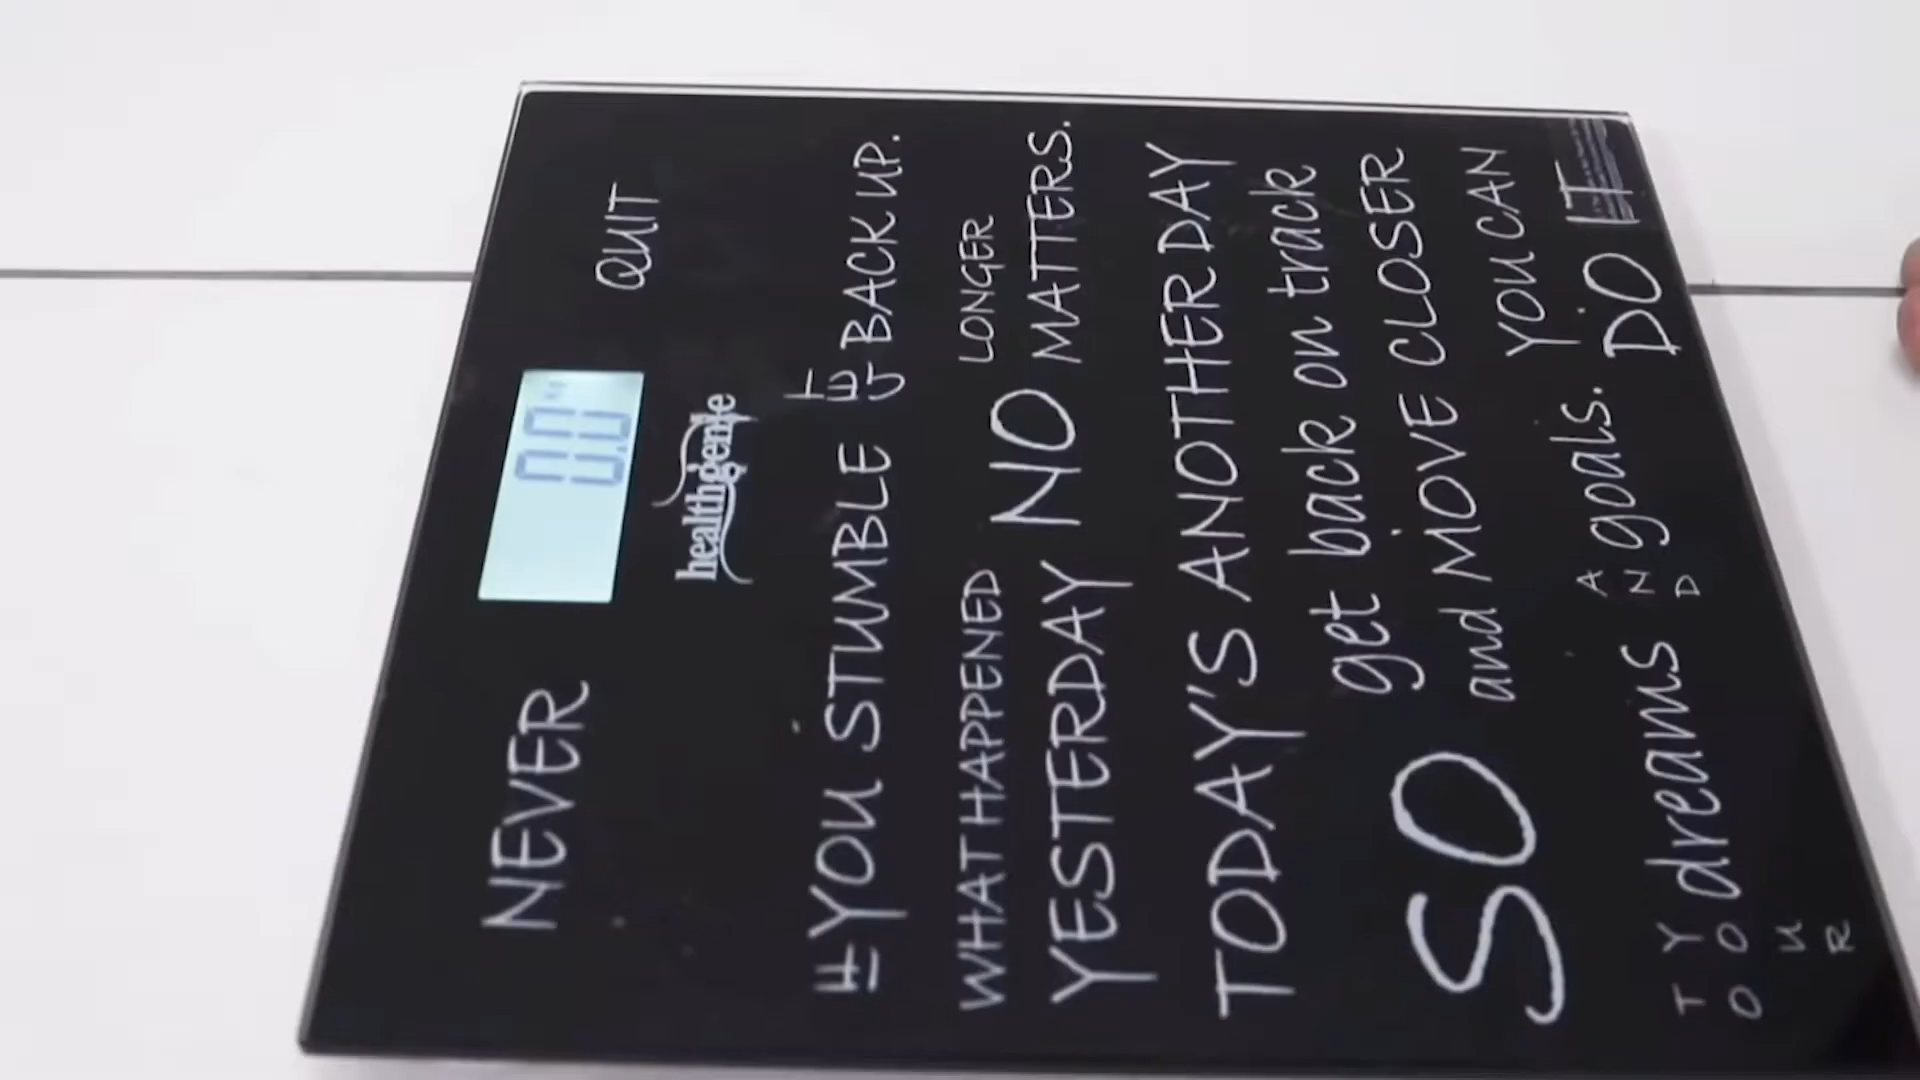 NEVER QUIT
00.0
healthgenie
IF YOU STUMBLE GET BACK UP.
WHAT HAPPENED
YESTERDAY NO LONGER MATTERS.
TODAY'S ANOTHER DAY
SO get back on track
and MOVE CLOSER
TO YOUR dreams AND goals. YOU CAN
DO IT